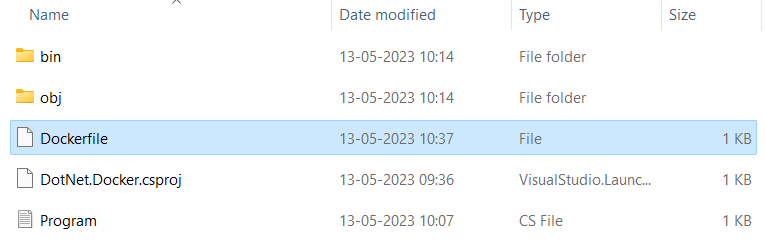 Name Date modified Type Size
bin 13-05-2023 10:14 File folder
obj 13-05-2023 10:14 File folder
Dockerfile 13-05-2023 10:37 File 1 KB
DotNet.Docker.csproj 13-05-2023 09:36 VisualStudio.Launc... 1 KB
Program 13-05-2023 10:07 CS File 1 KB